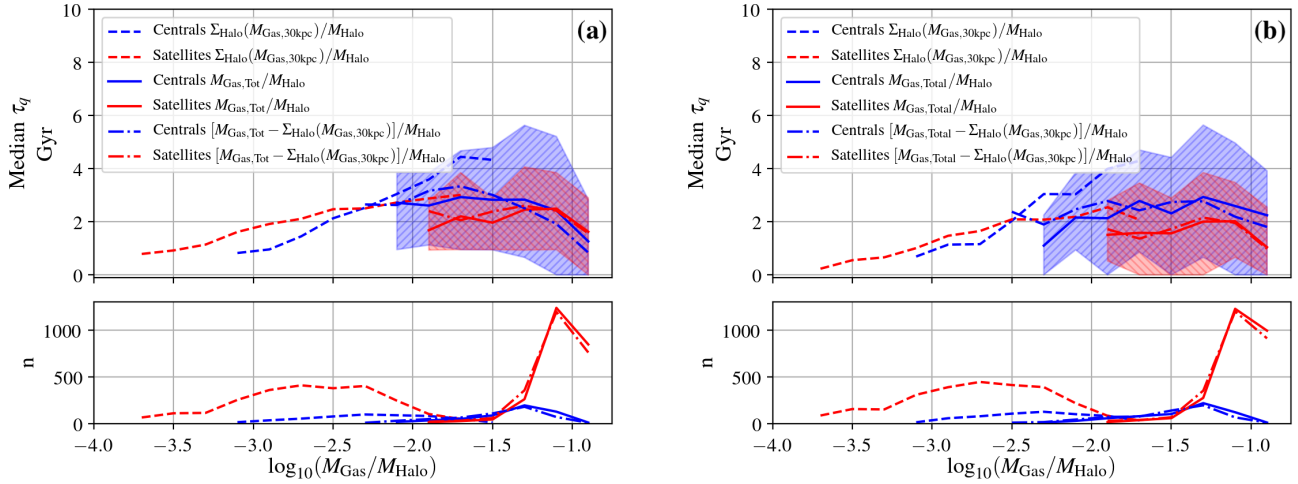 (a)
10
8
6
4
2
0
Median τ_q
Gyr
Centrals Σ_Halo(M_Gas,30kpc)/M_Halo
Satellites Σ_Halo(M_Gas,30kpc)/M_Halo
Centrals M_Gas,Tot/M_Halo
Satellites M_Gas,Tot/M_Halo
Centrals [M_Gas,Tot − Σ_Halo(M_Gas,30kpc)]/M_Halo
Satellites [M_Gas,Tot − Σ_Halo(M_Gas,30kpc)]/M_Halo
1000
500
0
n
−4.0 −3.5 −3.0 −2.5 −2.0 −1.5 −1.0
log₁₀(M_Gas/M_Halo)
(b)
10
8
6
4
2
0
Median τ_q
Gyr
Centrals Σ_Halo(M_Gas,30kpc)/M_Halo
Satellites Σ_Halo(M_Gas,30kpc)/M_Halo
Centrals M_Gas,Total/M_Halo
Satellites M_Gas,Total/M_Halo
Centrals [M_Gas,Total − Σ_Halo(M_Gas,30kpc)]/M_Halo
Satellites [M_Gas,Total − Σ_Halo(M_Gas,30kpc)]/M_Halo
1000
500
0
n
−4.0 −3.5 −3.0 −2.5 −2.0 −1.5 −1.0
log₁₀(M_Gas/M_Halo)